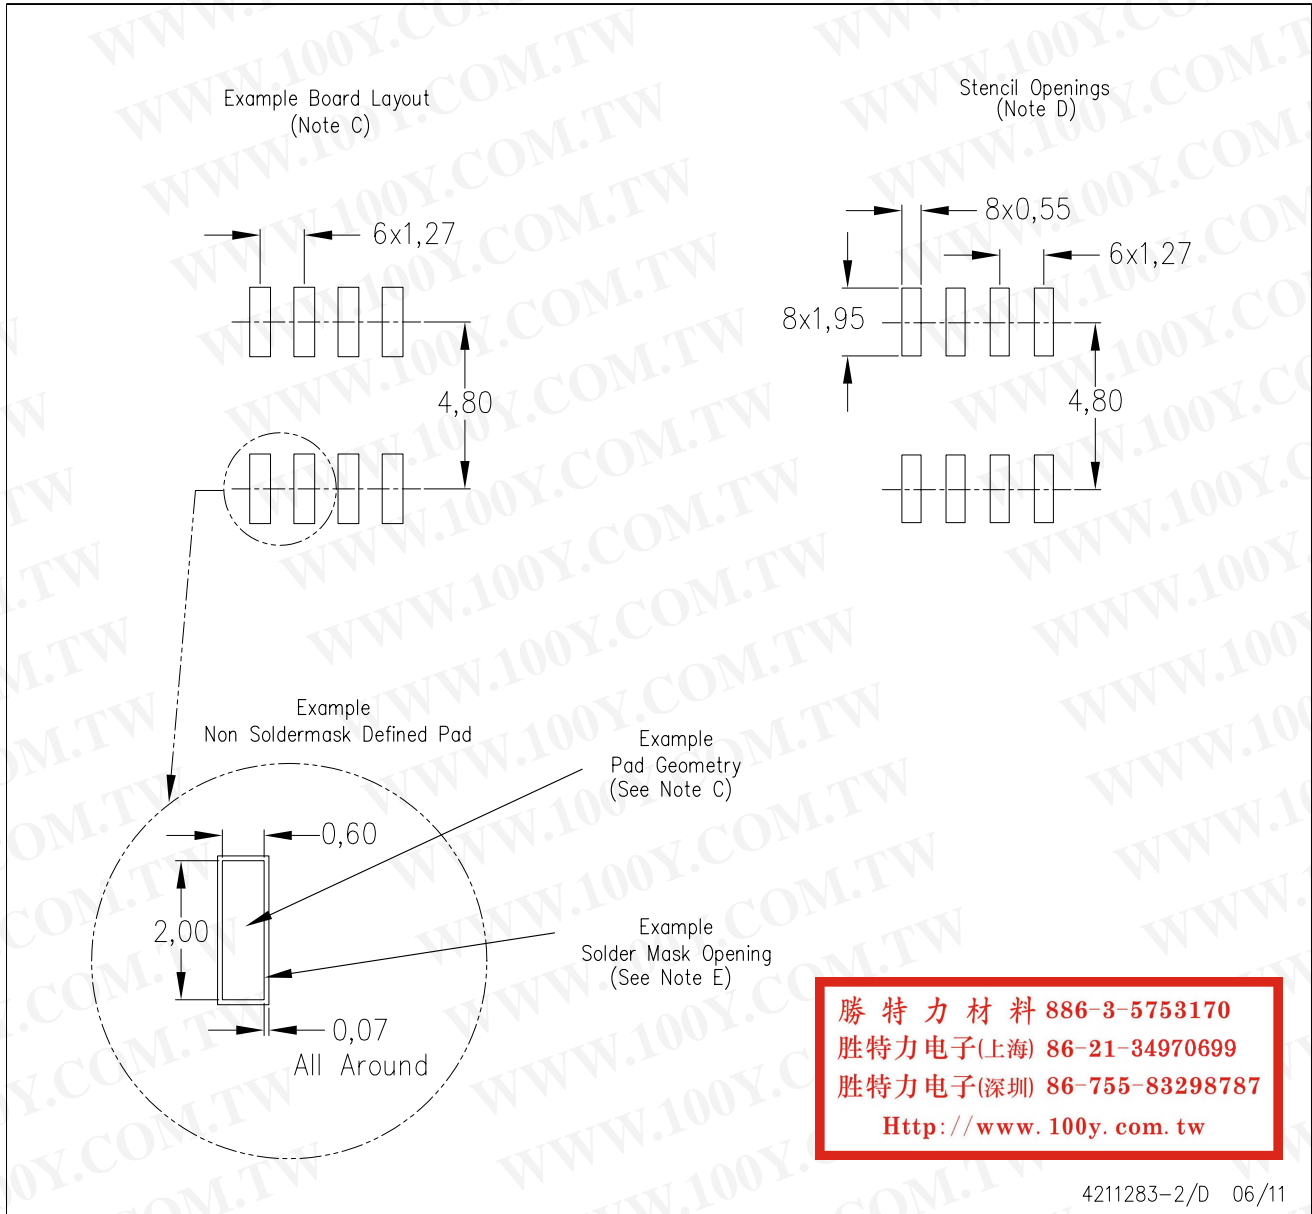 Example Board Layout
(Note C)
Stencil Openings
(Note D)
6x1,27
4,80
8x0,55
6x1,27
8x1,95
4,80
Example
Non Soldermask Defined Pad
0,60
2,00
0,07
All Around
Example
Pad Geometry
(See Note C)
Example
Solder Mask Opening
(See Note E)
勝特力材料 886-3-5753170
胜特力电子(上海) 86-21-34970699
胜特力电子(深圳) 86-755-83298787
Http://www.100y.com.tw
4211283-2/D 06/11
WWW.100Y.COM.TW